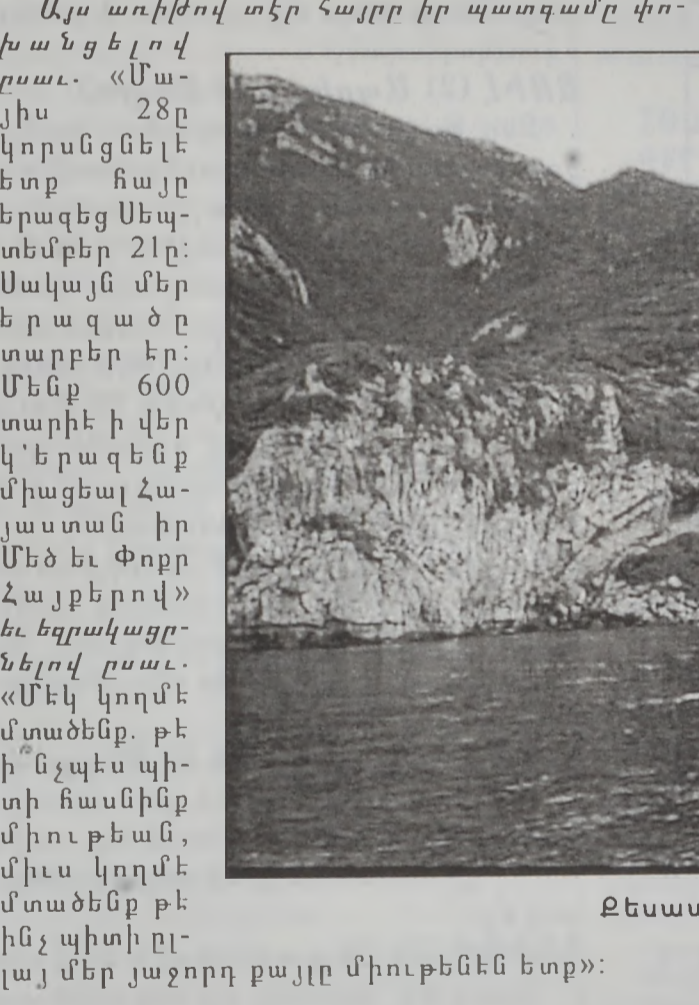 Այս առիթով տէր հայրը իր պատգամը փո-
խանցելով
ըսաւ. «Մա-
յիս 28ը
կորսնցնելէ
ետք հայը
երազեց Սեպ-
տեմբեր 21ը:
Սակայն մեր
երազածը
տարբեր էր:
Մենք 600
տարիէ ի վեր
կ՚երազենք
միացեալ Հա-
յաստան իր
Մեծ եւ Փոքր
Հայքերով»
եւ եզրակացը-
նելով ըսաւ.
«Մէկ կողմէ
մտածենք. թէ
ի նչպէս պի-
տի հասնինք
միութեան,
միւս կողմէ
մտածենք թէ
ինչ պիտի ըլ-
լայ մեր յաջորդ քայլը միութենէն ետք»: